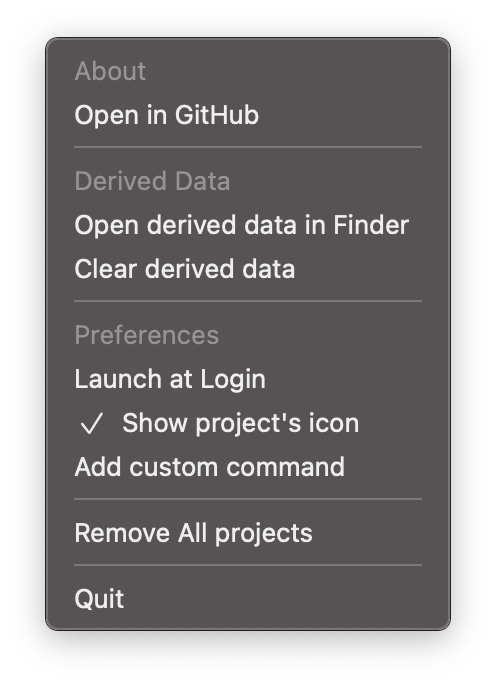 About
Open in GitHub
Derived Data
Open derived data in Finder
Clear derived data
Preferences
Launch at Login
✓ Show project's icon
Add custom command
Remove All projects
Quit